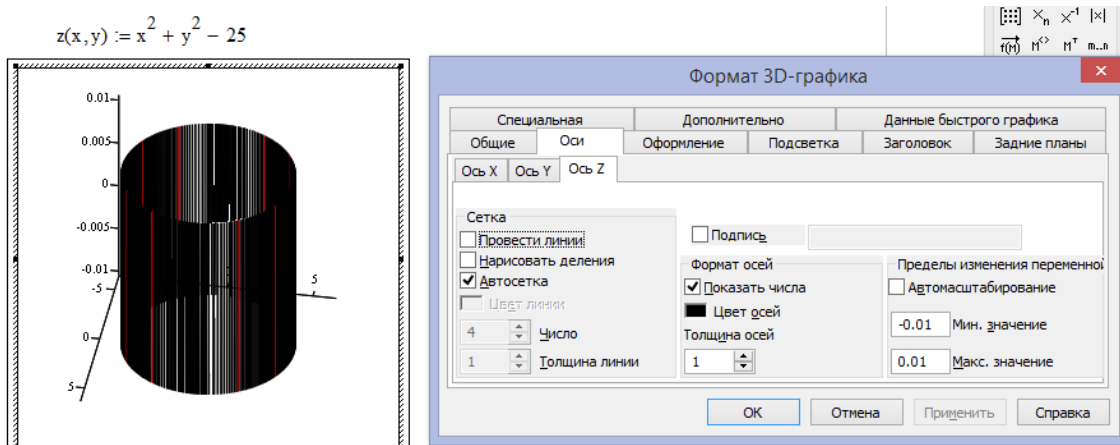 z(x,y) := x² + y² − 25
[⁝⁝⁝] ×ₙ ×⁻¹ |×|
f(M) M<> Mᵀ m..n
0.01
0.005
0
-0.005
-0.01
-5
0
5
5
Формат 3D-графика
×
Специальная Дополнительно Данные быстрого графика
Общие Оси Оформление Подсветка Заголовок Задние планы
Ось X Ось Y Ось Z
Сетка
Провести линии
Нарисовать деления
Автосетка
Цвет линии
4 Число
1 Толщина линии
Подпись
Формат осей
Показать числа
Цвет осей
Толщина осей
1
Пределы изменения переменной
Автомасштабирование
-0.01 Мин. значение
0.01 Макс. значение
OK Отмена Применить Справка